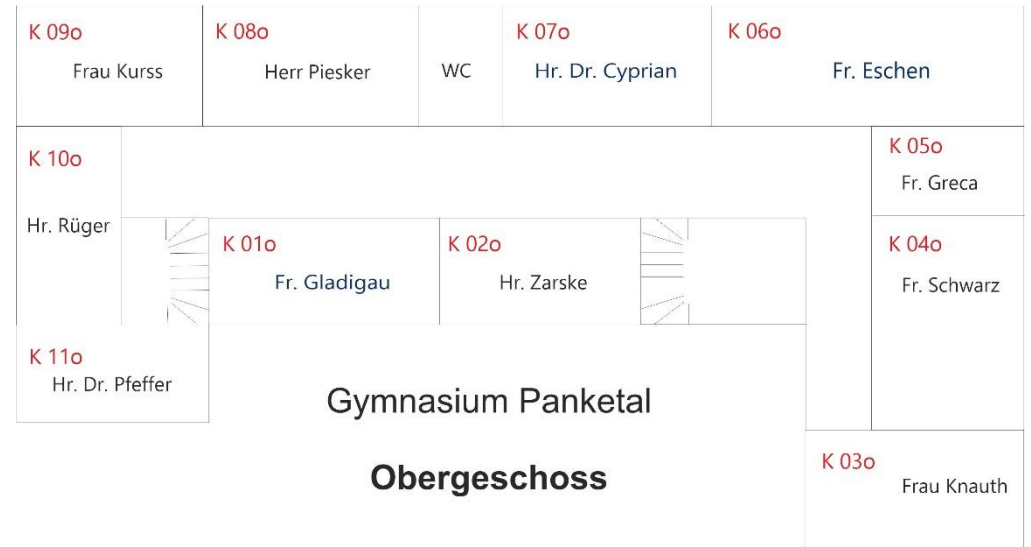 K 09o
Frau Kurss
K 08o
Herr Piesker
WC
K 07o
Hr. Dr. Cyprian
K 06o
Fr. Eschen
K 10o
Hr. Rüger
K 05o
Fr. Greca
K 01o
Fr. Gladigau
K 02o
Hr. Zarske
K 04o
Fr. Schwarz
K 11o
Hr. Dr. Pfeffer
Gymnasium Panketal
Obergeschoss
K 03o
Frau Knauth